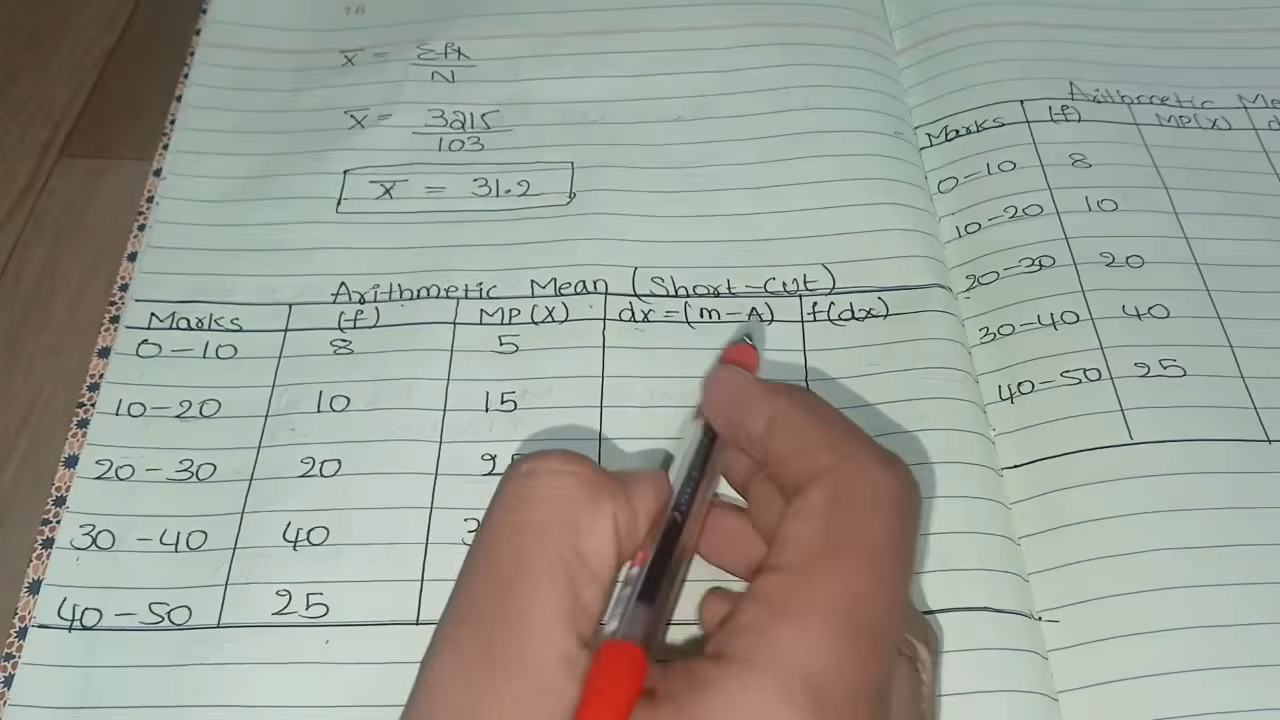 x̄ = Σfx
N
x̄ = 3215
103
x̄ = 31.2
Arithmetic Mean (Short-Cut)
Marks (f) MP(X) dx=(m-A) f(dx)
0-10 8 5
10-20 10 15
20-30 20
30-40 40
40-50 25
Arithmetic
Marks (f) MP(X)
0-10 8
10-20 10
20-30 20
30-40 40
40-50 25